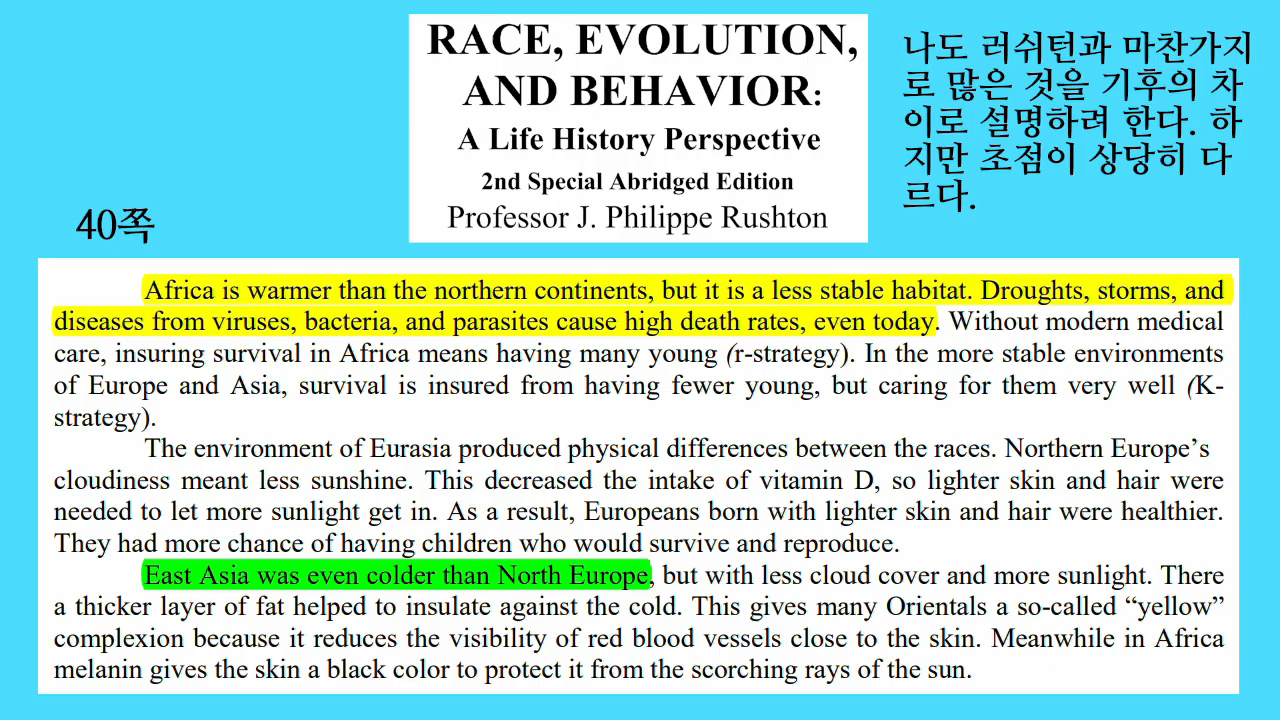 RACE, EVOLUTION,
AND BEHAVIOR:
A Life History Perspective
2nd Special Abridged Edition
Professor J. Philippe Rushton
나도 러쉬턴과 마찬가지
로 많은 것을 기후의 차
이로 설명하려 한다. 하
지만 초점이 상당히 다
르다.
40쪽
Africa is warmer than the northern continents, but it is a less stable habitat. Droughts, storms, and
diseases from viruses, bacteria, and parasites cause high death rates, even today. Without modern medical
care, insuring survival in Africa means having many young (r-strategy). In the more stable environments
of Europe and Asia, survival is insured from having fewer young, but caring for them very well (K-
strategy).
The environment of Eurasia produced physical differences between the races. Northern Europe’s
cloudiness meant less sunshine. This decreased the intake of vitamin D, so lighter skin and hair were
needed to let more sunlight get in. As a result, Europeans born with lighter skin and hair were healthier.
They had more chance of having children who would survive and reproduce.
East Asia was even colder than North Europe, but with less cloud cover and more sunlight. There
a thicker layer of fat helped to insulate against the cold. This gives many Orientals a so-called “yellow”
complexion because it reduces the visibility of red blood vessels close to the skin. Meanwhile in Africa
melanin gives the skin a black color to protect it from the scorching rays of the sun.